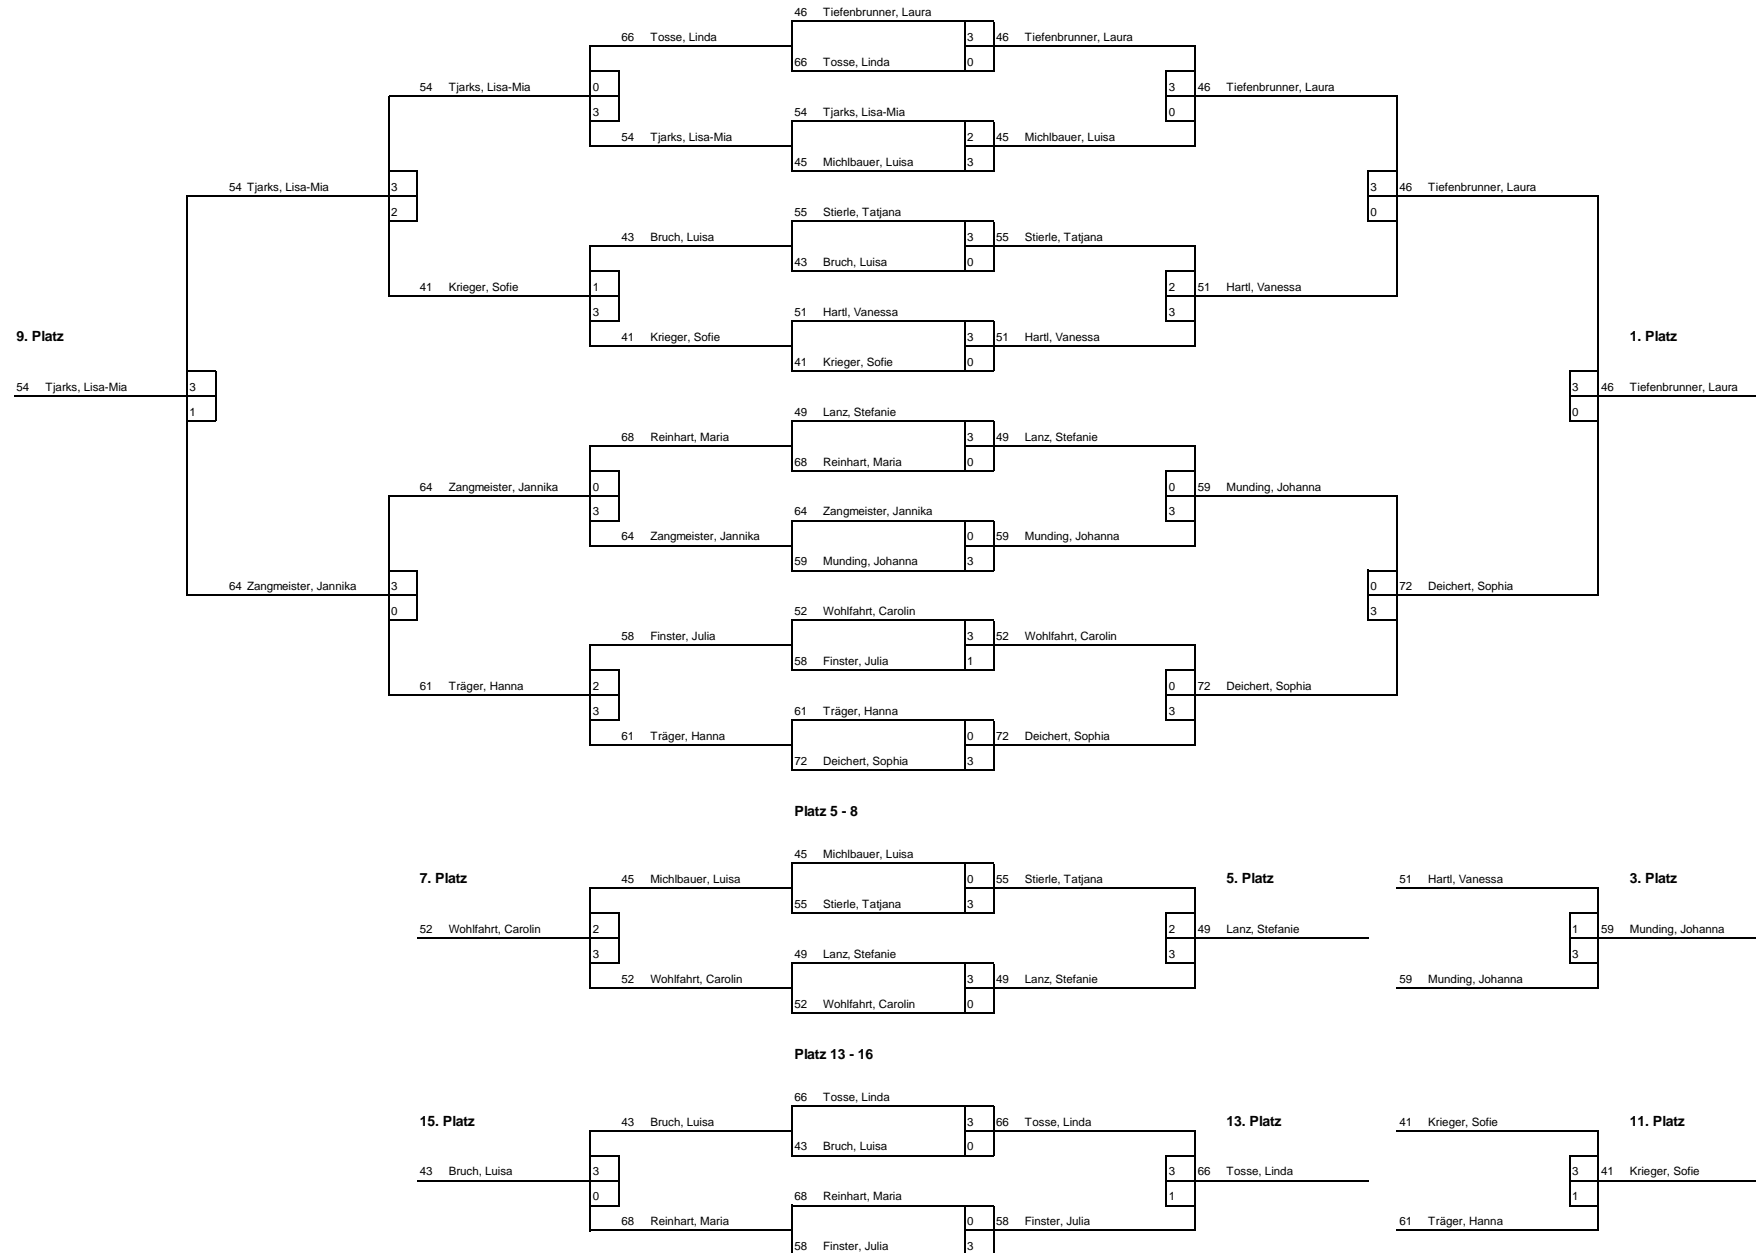 46 Tiefenbrunner, Laura
66 Tosse, Linda 3 46 Tiefenbrunner, Laura
66 Tosse, Linda 0
54 Tjarks, Lisa-Mia 0 3 46 Tiefenbrunner, Laura
3 54 Tjarks, Lisa-Mia 0
54 Tjarks, Lisa-Mia 2 45 Michlbauer, Luisa
45 Michlbauer, Luisa 3
54 Tjarks, Lisa-Mia 3 3 46 Tiefenbrunner, Laura
2 55 Stierle, Tatjana 0
43 Bruch, Luisa 3 55 Stierle, Tatjana
43 Bruch, Luisa 0
41 Krieger, Sofie 1 2 51 Hartl, Vanessa
3 51 Hartl, Vanessa 3
9. Platz 41 Krieger, Sofie 3 51 Hartl, Vanessa 1. Platz
41 Krieger, Sofie 0
54 Tjarks, Lisa-Mia 3 3 46 Tiefenbrunner, Laura
1 49 Lanz, Stefanie 0
68 Reinhart, Maria 3 49 Lanz, Stefanie
68 Reinhart, Maria 0
64 Zangmeister, Jannika 0 0 59 Munding, Johanna
3 64 Zangmeister, Jannika 3
64 Zangmeister, Jannika 0 59 Munding, Johanna
59 Munding, Johanna 3
64 Zangmeister, Jannika 3 0 72 Deichert, Sophia
0 52 Wohlfahrt, Carolin 3
58 Finster, Julia 3 52 Wohlfahrt, Carolin
58 Finster, Julia 1
61 Träger, Hanna 2 0 72 Deichert, Sophia
3 61 Träger, Hanna 3
61 Träger, Hanna 0 72 Deichert, Sophia
72 Deichert, Sophia 3
Platz 5 - 8
45 Michlbauer, Luisa
7. Platz 45 Michlbauer, Luisa 0 55 Stierle, Tatjana 5. Platz 51 Hartl, Vanessa 3. Platz
55 Stierle, Tatjana 3
52 Wohlfahrt, Carolin 2 2 49 Lanz, Stefanie 1 59 Munding, Johanna
3 49 Lanz, Stefanie 3 3
52 Wohlfahrt, Carolin 3 49 Lanz, Stefanie 59 Munding, Johanna
52 Wohlfahrt, Carolin 0
Platz 13 - 16
66 Tosse, Linda
15. Platz 43 Bruch, Luisa 3 66 Tosse, Linda 13. Platz 41 Krieger, Sofie 11. Platz
43 Bruch, Luisa 0
43 Bruch, Luisa 3 3 66 Tosse, Linda 3 41 Krieger, Sofie
0 68 Reinhart, Maria 1 1
68 Reinhart, Maria 0 58 Finster, Julia 61 Träger, Hanna
58 Finster, Julia 3